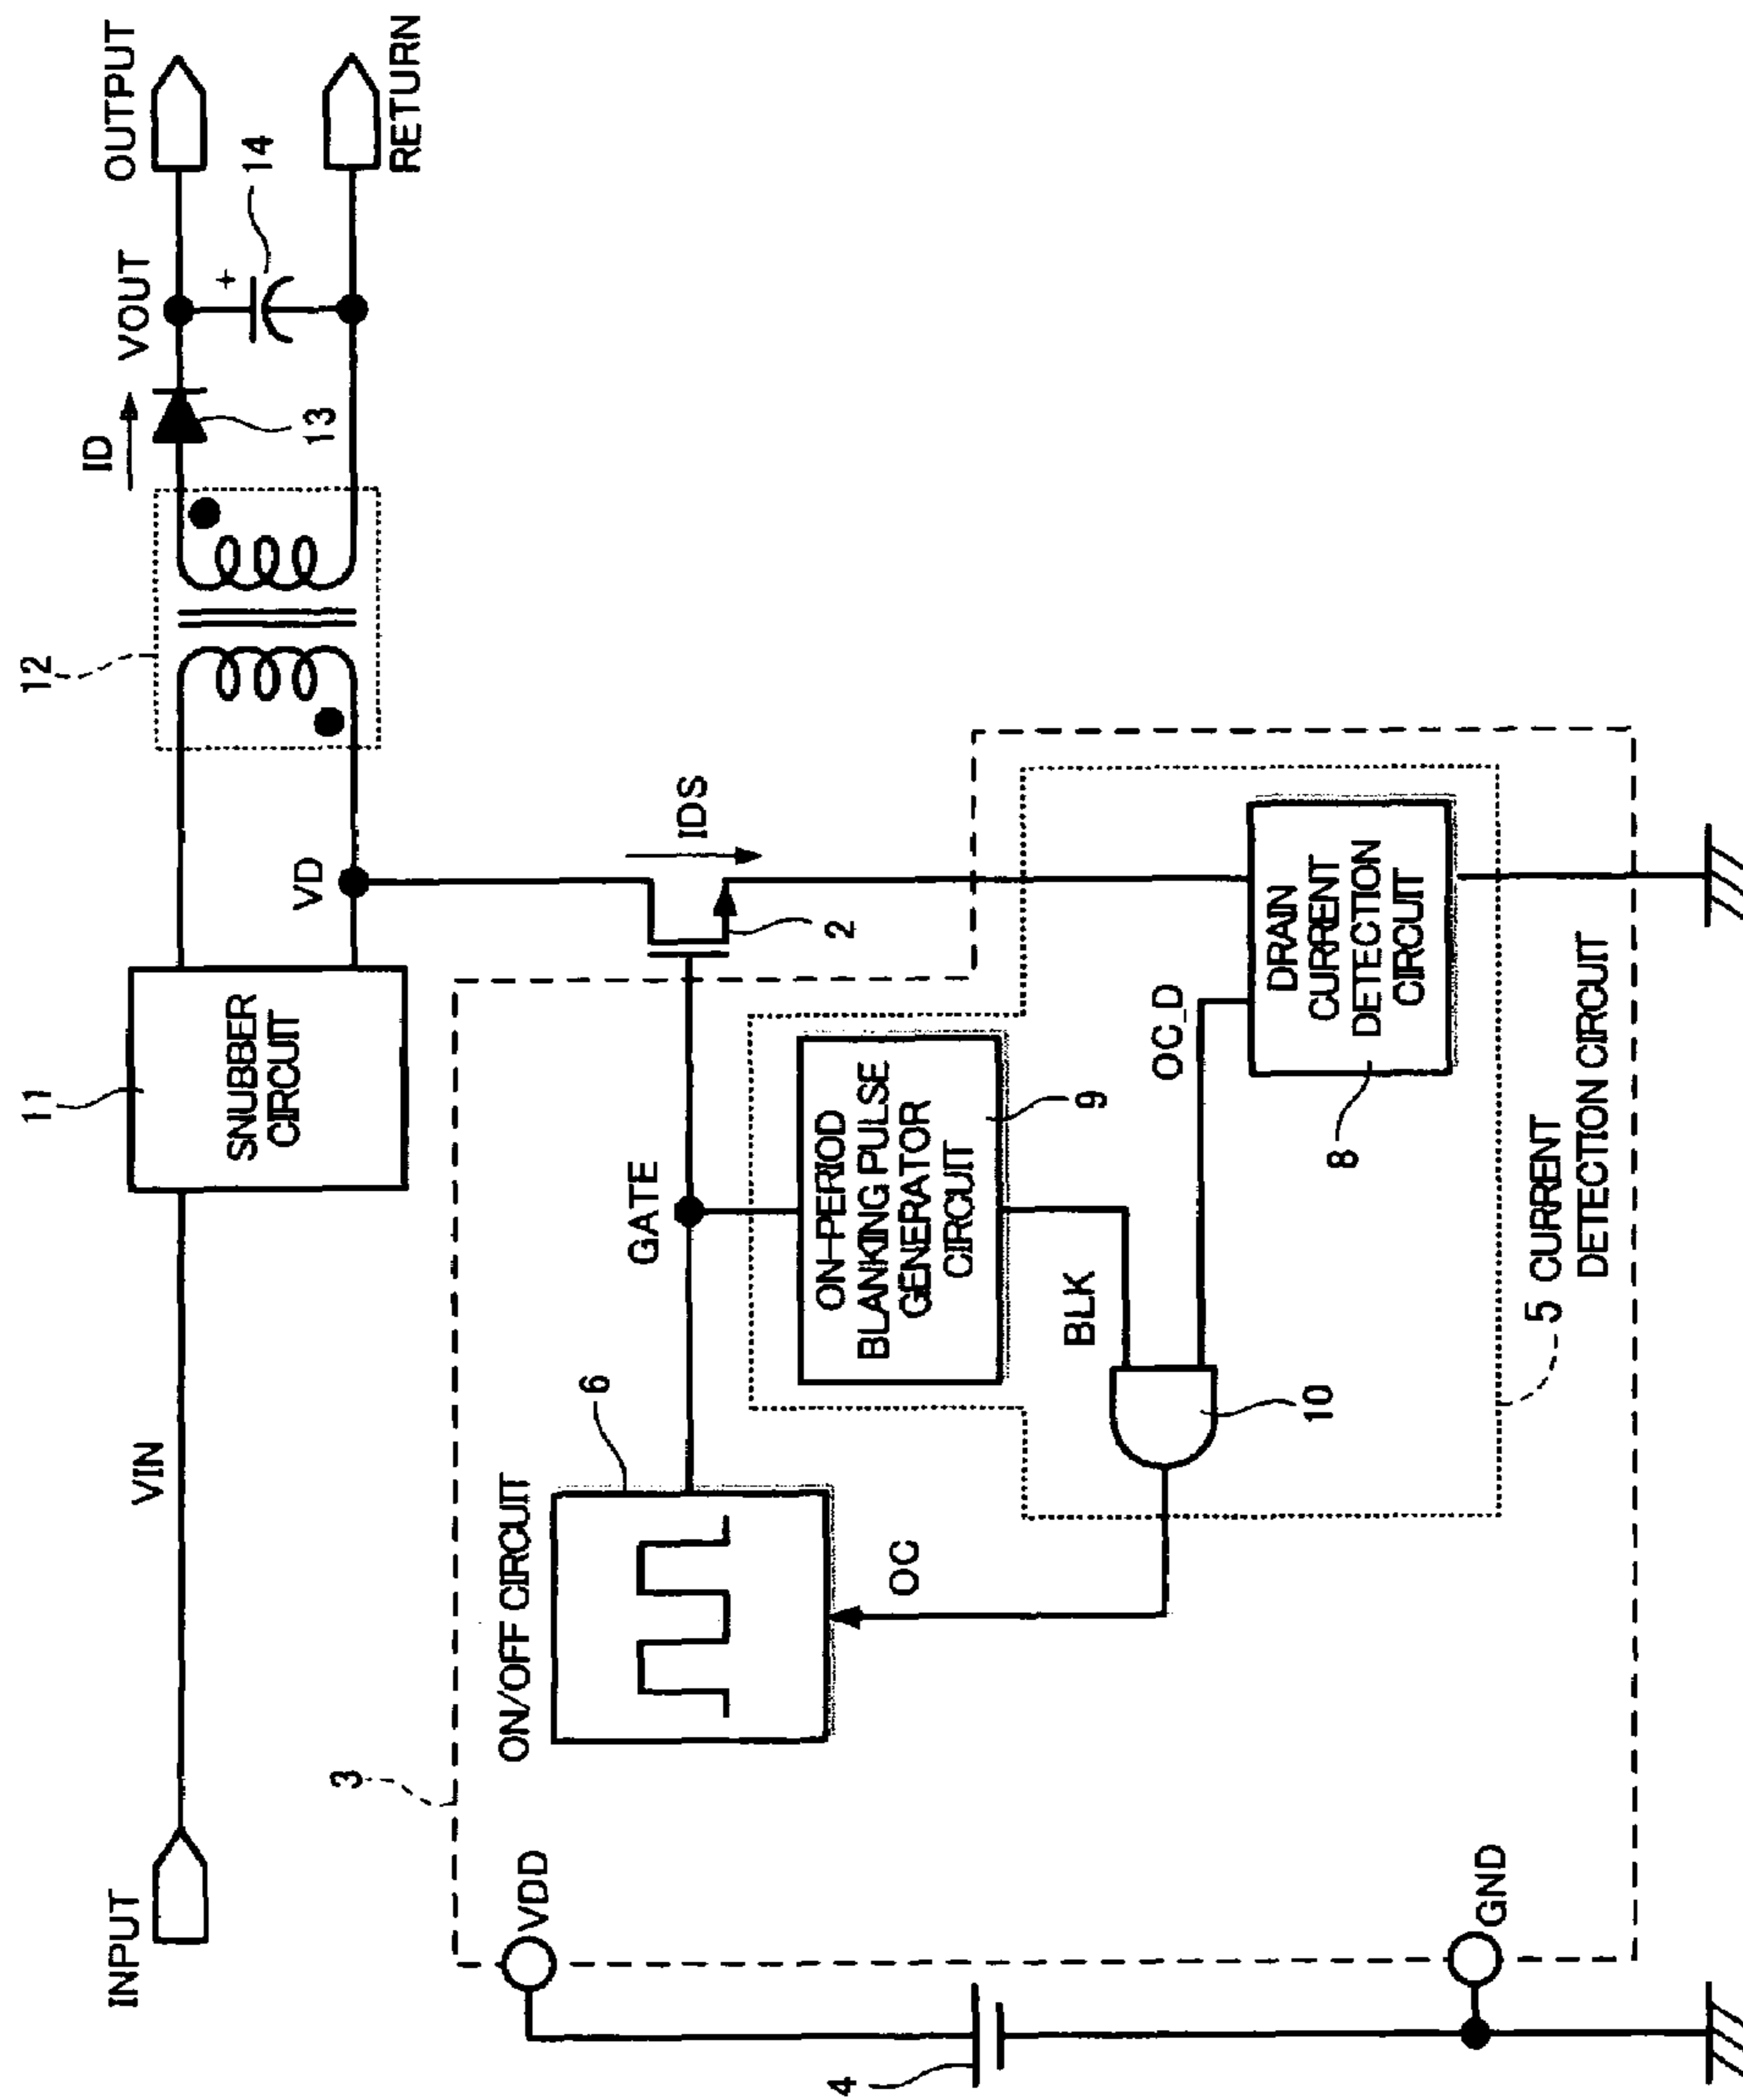 INPUT
VIN
11
SNUBBER
CIRCUIT
VD
12
ID
13
VOUT
14
OUTPUT
RETURN
3
ON/OFF CIRCUIT
6
GATE
IDS
2
VDD
ON-PERIOD
BLANKING PULSE
GENERATOR
CIRCUIT
9
OC
BLK
OC_D
10
DRAIN
CURRENT
DETECTION
CIRCUIT
8
4
GND
5 CURRENT
DETECTION CIRCUIT